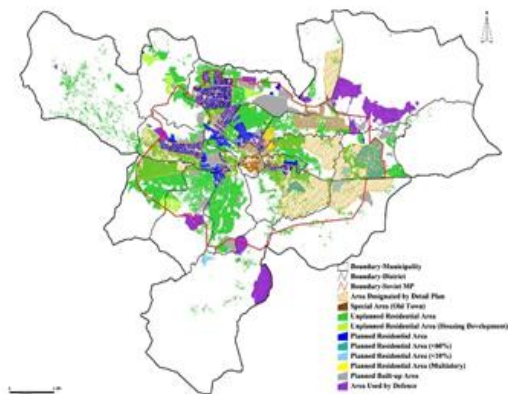 Boundary-Municipality
Boundary-District
Boundary-Soviet MP
Area Designated by Detail Plan
Special Area (Old Town)
Unplanned Residential Area
Unplanned Residential Area (Housing Development)
Planned Residential Area
Planned Residential Area (<60%)
Planned Residential Area (<30%)
Planned Residential Area (Multistory)
Planned Built-up Area
Area Used by Defence